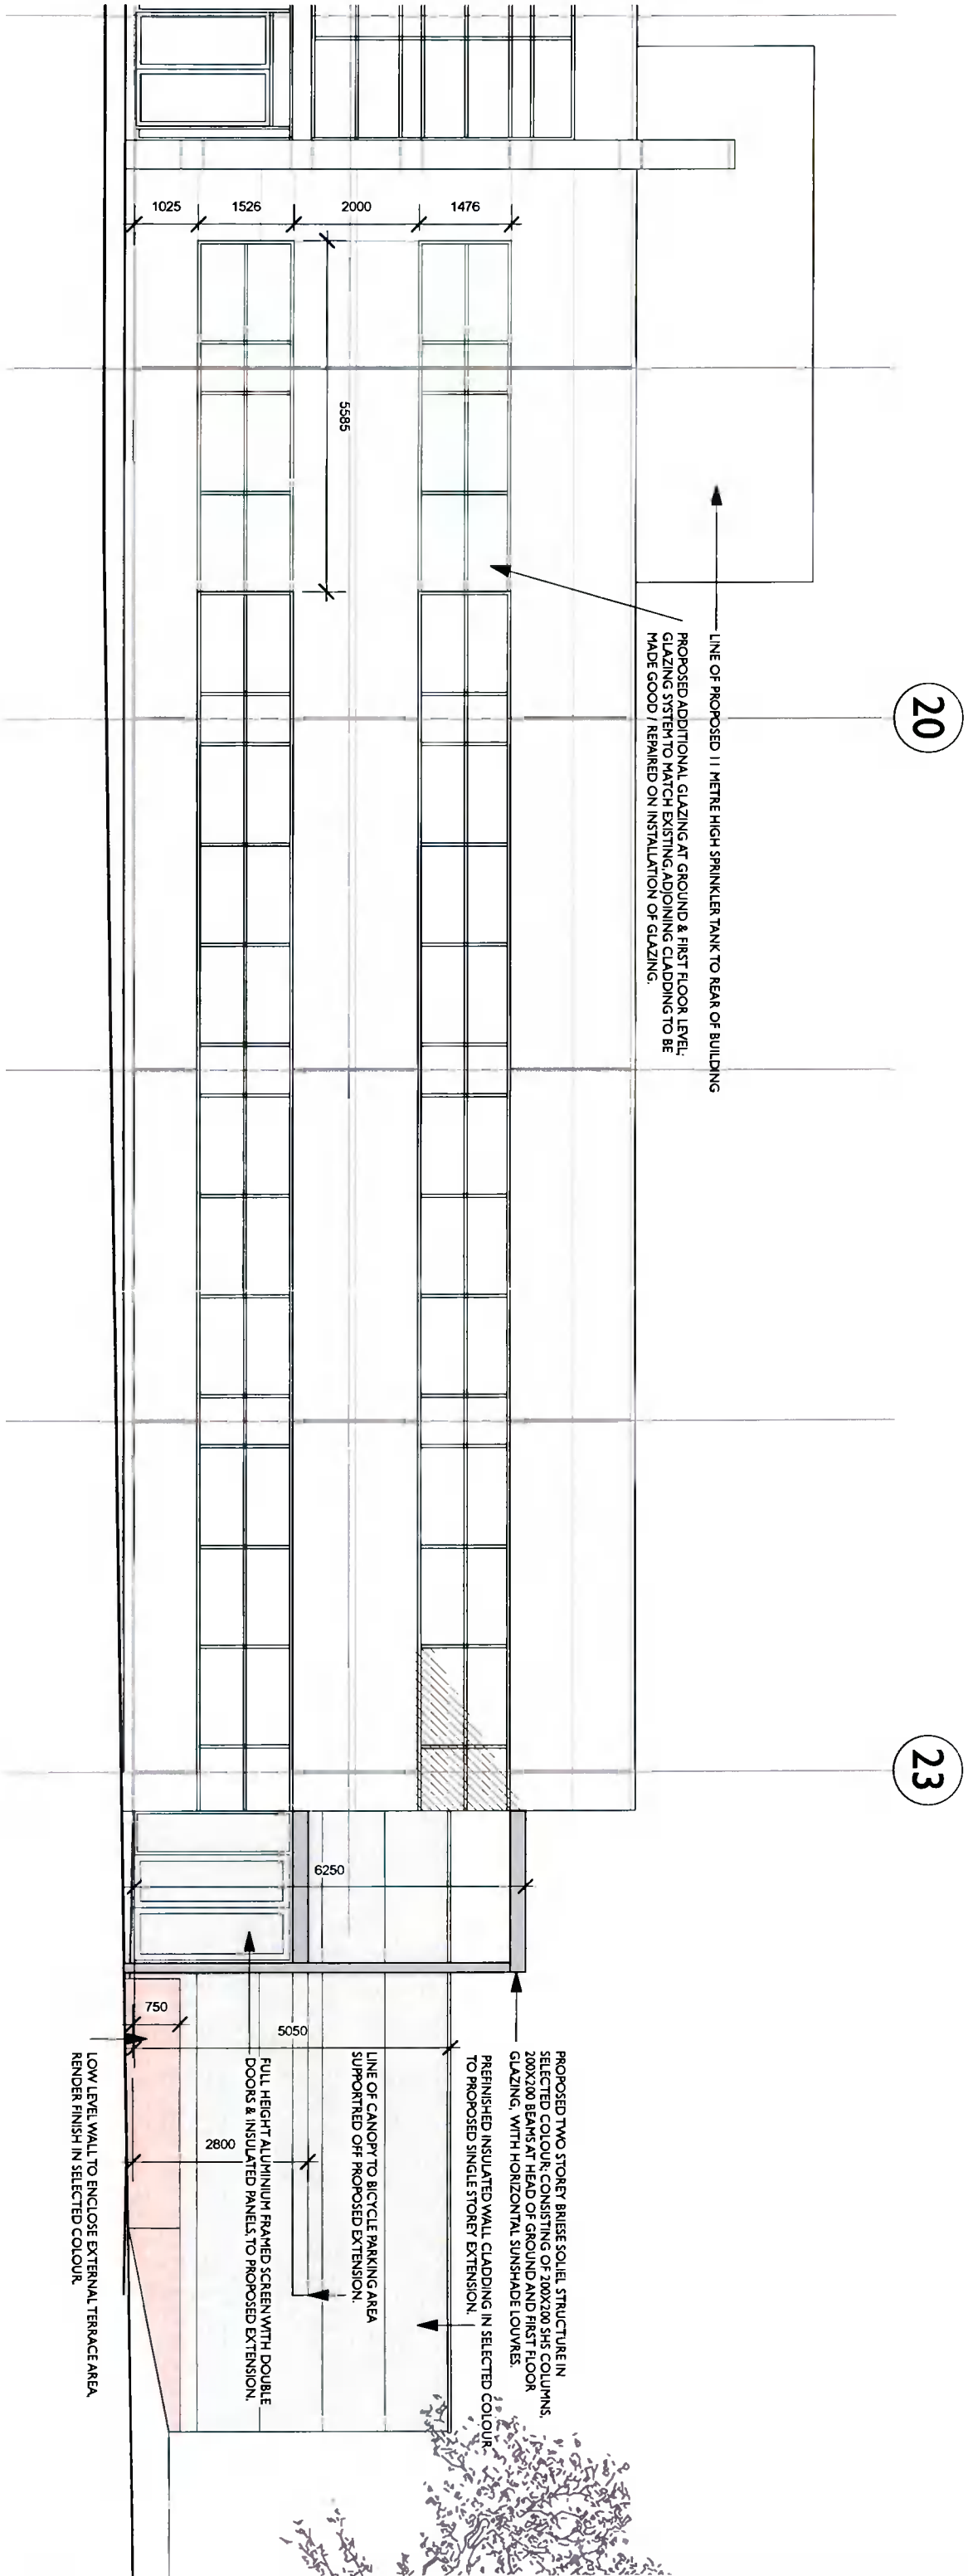 20
23
LINE OF PROPOSED 11 METRE HIGH SPRINKLER TANK TO REAR OF BUILDING
PROPOSED ADDITIONAL GLAZING AT GROUND & FIRST FLOOR LEVEL;
GLAZING SYSTEM TO MATCH EXISTING, ADJOINING CLADDING TO BE
MADE GOOD / REPAIRED ON INSTALLATION OF GLAZING.
1476
2000
1526
1025
5585
6250
PROPOSED TWO STOREY BRIESE SOLIEL STRUCTURE IN
SELECTED COLOUR; CONSISTING OF 200X200 SHS COLUMNS,
200X200 BEAMS AT HEAD OF GROUND AND FIRST FLOOR
GLAZING, WITH HORIZONTAL SUNSHADE LOUVRES.
PREFINISHED INSULATED WALL CLADDING IN SELECTED COLOUR
TO PROPOSED SINGLE STOREY EXTENSION.
LINE OF CANOPY TO BICYCLE PARKING AREA
SUPPORTRED OFF PROPOSED EXTENSION.
FULL HEIGHT ALUMINIUM FRAMED SCREEN WITH DOUBLE
DOORS & INSULATED PANELS, TO PROPOSED EXTENSION.
5050
750
2800
LOW LEVEL WALL TO ENCLOSE EXTERNAL TERRACE AREA,
RENDER FINISH IN SELECTED COLOUR.